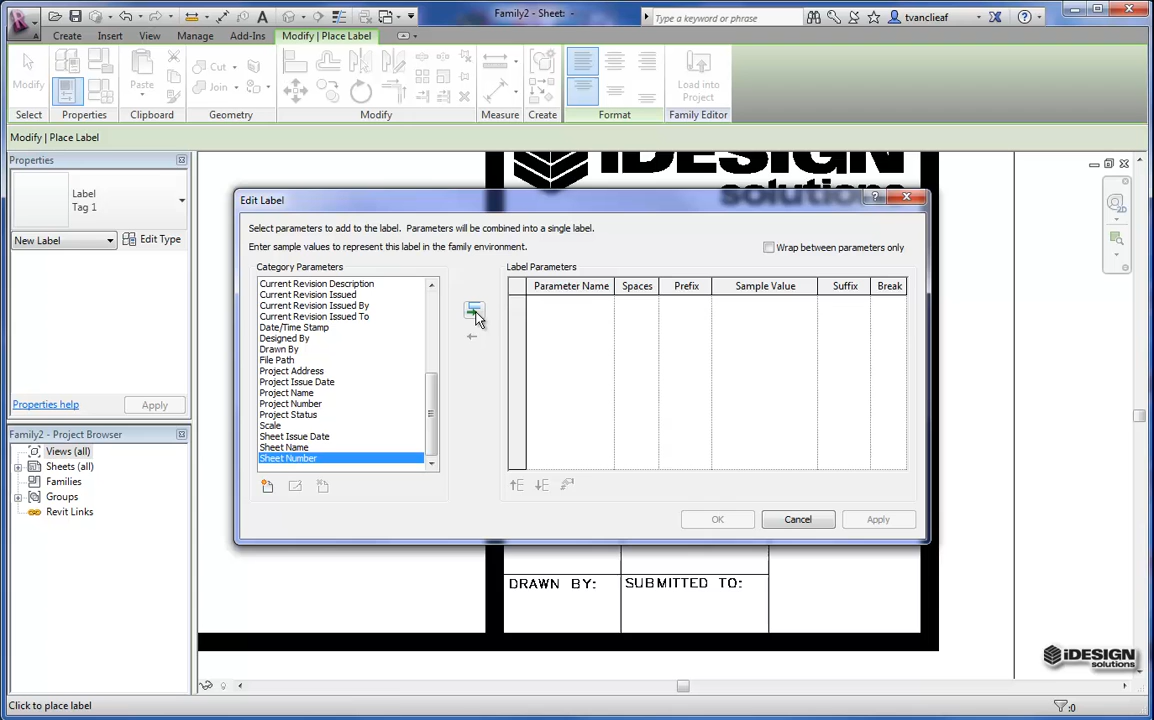 Family2 - Sheet: -
Type a keyword or phrase
tvanclieaf
Create Insert View Manage Add-Ins Modify | Place Label
Modify
Paste
Cut
Join
Load into
Project
Select Properties Clipboard Geometry Modify Measure Create Format Family Editor
Modify | Place Label
Properties
Label
Tag 1
New Label
Edit Type
Properties help
Apply
Family2 - Project Browser
Views (all)
Sheets (all)
Families
Groups
Revit Links
iDESIGN
solutions
Edit Label
Select parameters to add to the label. Parameters will be combined into a single label.
Enter sample values to represent this label in the family environment.
Wrap between parameters only
Category Parameters
Label Parameters
Current Revision Description
Current Revision Issued
Current Revision Issued By
Current Revision Issued To
Date/Time Stamp
Designed By
Drawn By
File Path
Project Address
Project Issue Date
Project Name
Project Number
Project Status
Scale
Sheet Issue Date
Sheet Name
Sheet Number
Parameter Name Spaces Prefix Sample Value Suffix Break
OK
Cancel
Apply
DRAWN BY:
SUBMITTED TO:
iDESIGN
solutions
Click to place label
:0